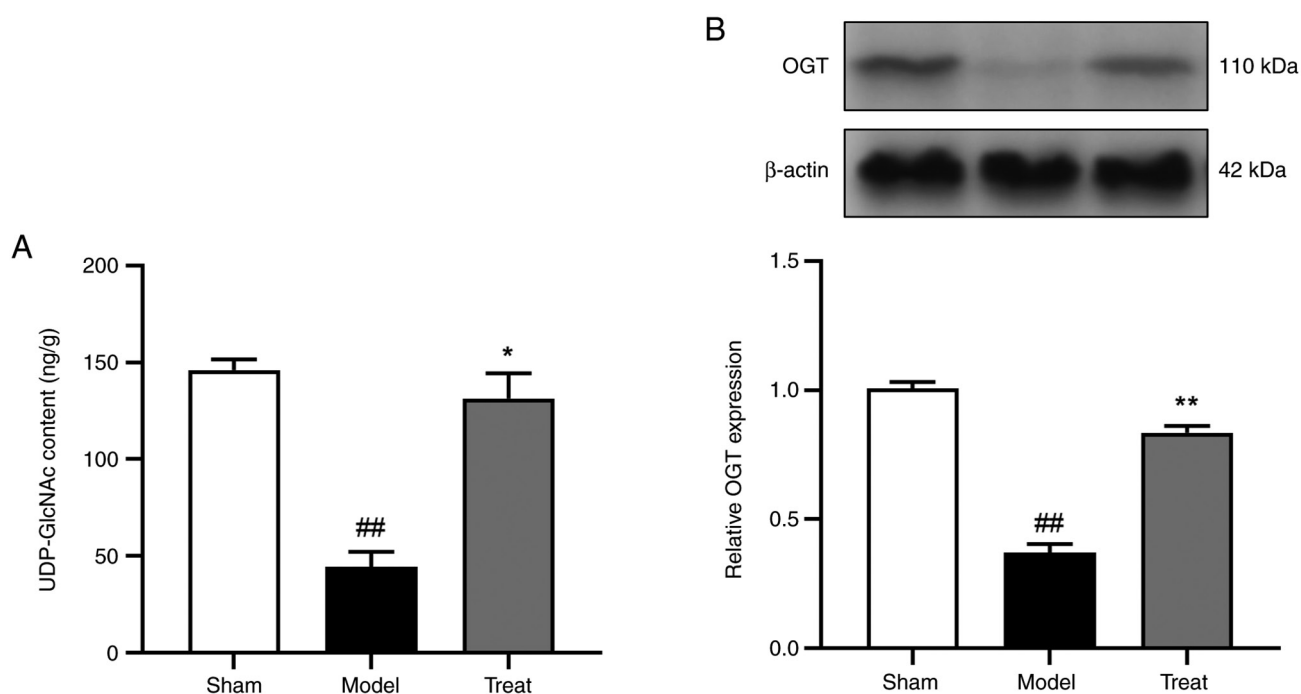 B
OGT 110 kDa
β-actin 42 kDa
A
200
150
100
50
0
UDP-GlcNAc content (ng/g)
##
*
Sham Model Treat
1.5
1.0
0.5
0.0
Relative OGT expression
##
**
Sham Model Treat